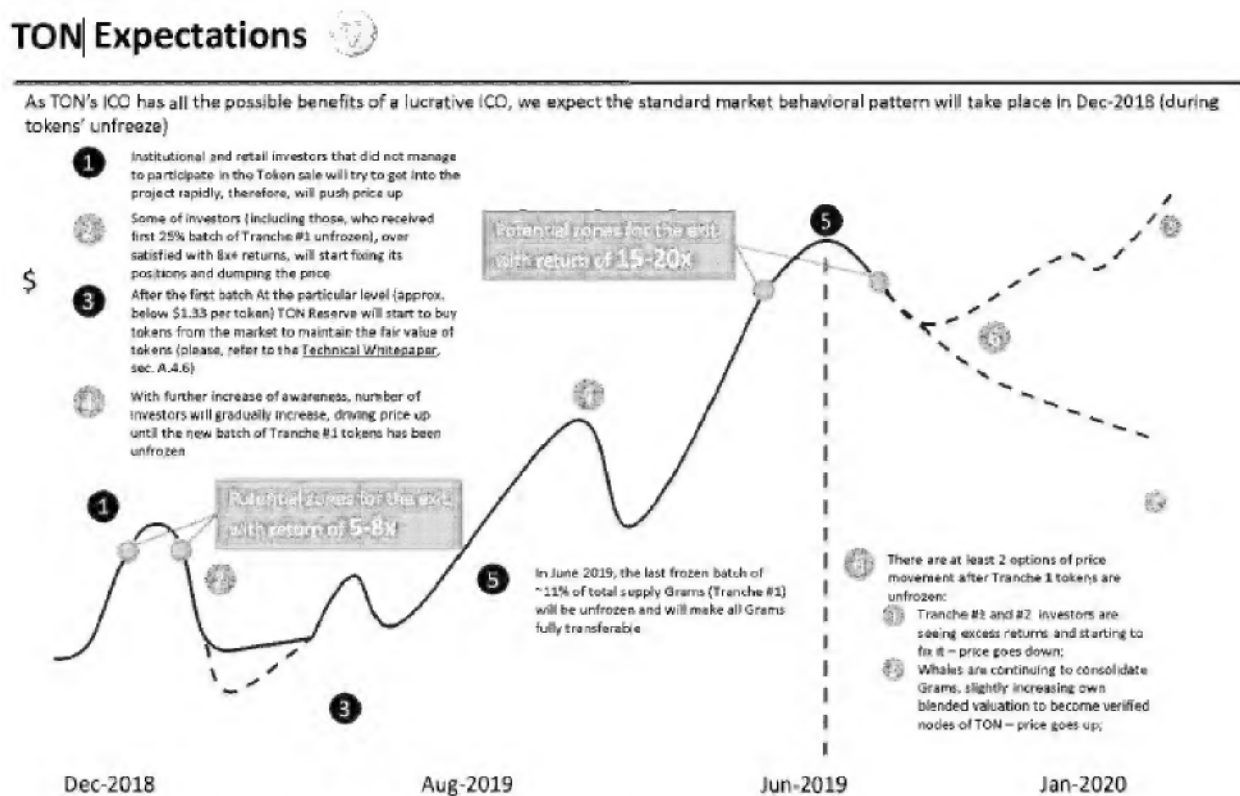 TON Expectations
As TON's ICO has all the possible benefits of a lucrative ICO, we expect the standard market behavioral pattern will take place in Dec-2018 (during
tokens' unfreeze)
1
Institutional and retail investors that did not manage
to participate in the Token sale will try to get into the
project rapidly, therefore, will push price up
2
Some of investors (including those, who received
first 25% batch of Tranche #1 unfrozen), over
satisfied with 8x+ returns, will start fixing its
positions and dumping the price
3
After the first batch At the particular level (approx.
below $1.33 per token) TON Reserve will start to buy
tokens from the market to maintain the fair value of
tokens (please, refer to the Technical Whitepaper,
sec. A.4.6)
4
With further increase of awareness, number of
investors will gradually increase, driving price up
until the new batch of Tranche #1 tokens has been
unfrozen
$
Potential zones for the exit
with return of 15-20x
5
1
Potential zones for the exit
with return of 5-8x
2
3
4
5
In June 2019, the last frozen batch of
~11% of total supply Grams (Tranche #1)
will be unfrozen and will make all Grams
fully transferable
There are at least 2 options of price
movement after Tranche 1 tokens are
unfrozen:
Tranche #1 and #2 investors are
seeing excess returns and starting to
fix it – price goes down;
Whales are continuing to consolidate
Grams, slightly increasing own
blended valuation to become verified
nodes of TON – price goes up;
Dec-2018
Aug-2019
Jun-2019
Jan-2020